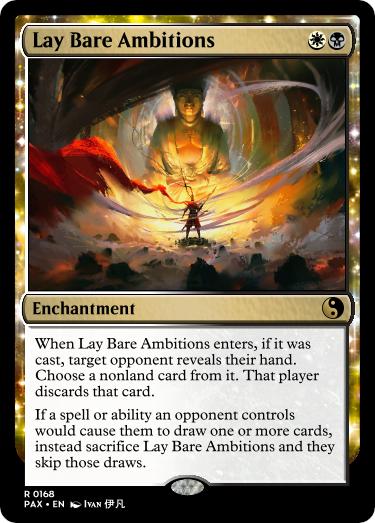 Lay Bare Ambitions
Enchantment
When Lay Bare Ambitions enters, if it was
cast, target opponent reveals their hand.
Choose a nonland card from it. That player
discards that card.
If a spell or ability an opponent controls
would cause them to draw one or more cards,
instead sacrifice Lay Bare Ambitions and they
skip those draws.
R 0168
PAX • EN Ivan 伊凡